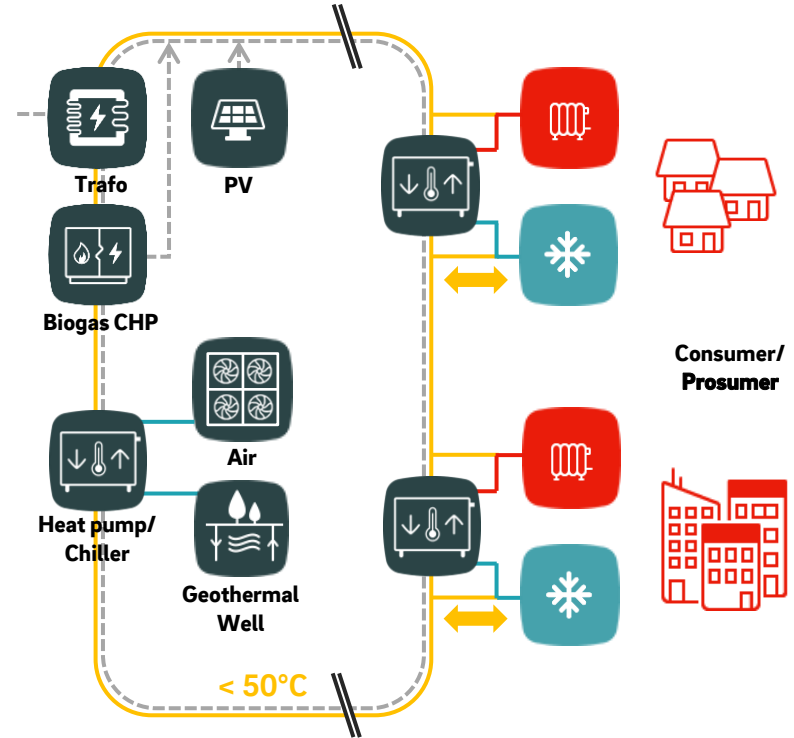 Trafo
PV
Biogas CHP
Consumer/
Prosumer
Air
Heat pump/
Chiller
Geothermal
Well
< 50°C